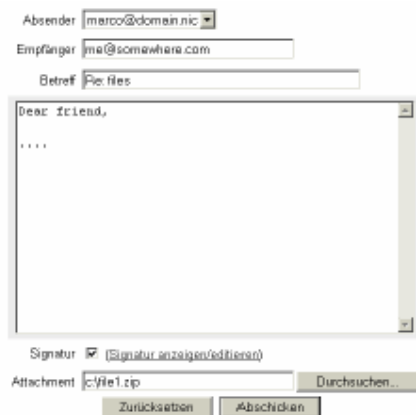 Absender marco@domain.nic
Empfänger me@somewhere.com
Betreff Re: files
Dear friend,
....
Signatur (Signatur anzeigen/editieren)
Attachment c:\file1.zip Durchsuchen...
Zurücksetzen Abschicken